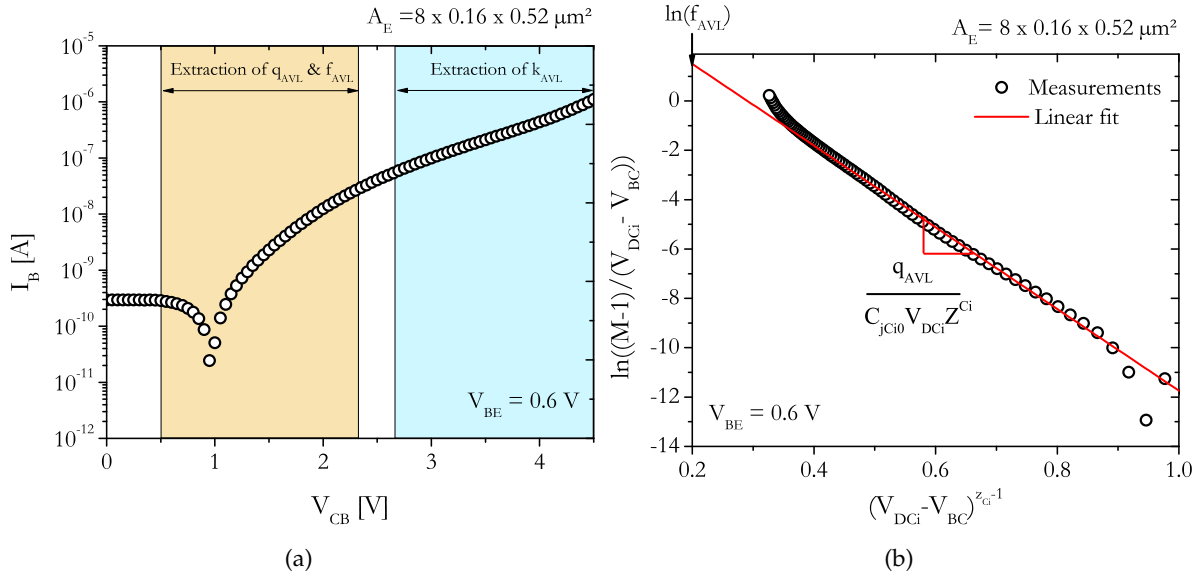 A_E =8 x 0.16 x 0.52 μm²
10⁻⁵
10⁻⁶
10⁻⁷
10⁻⁸
10⁻⁹
10⁻¹⁰
10⁻¹¹
10⁻¹²
I_B [A]
Extraction of q_AVL & f_AVL
Extraction of k_AVL
V_BE = 0.6 V
0 1 2 3 4
V_CB [V]
(a)
ln(f_AVL)
A_E = 8 x 0.16 x 0.52 μm²
0
-2
-4
-6
-8
-10
-12
-14
ln((M-1)/(V_DCi- V_BC))
Measurements
Linear fit
q_AVL
C_jCi0 V_DCi Z^Ci
V_BE = 0.6 V
0.2 0.4 0.6 0.8 1.0
(V_DCi-V_BC)^z_Ci-1
(b)